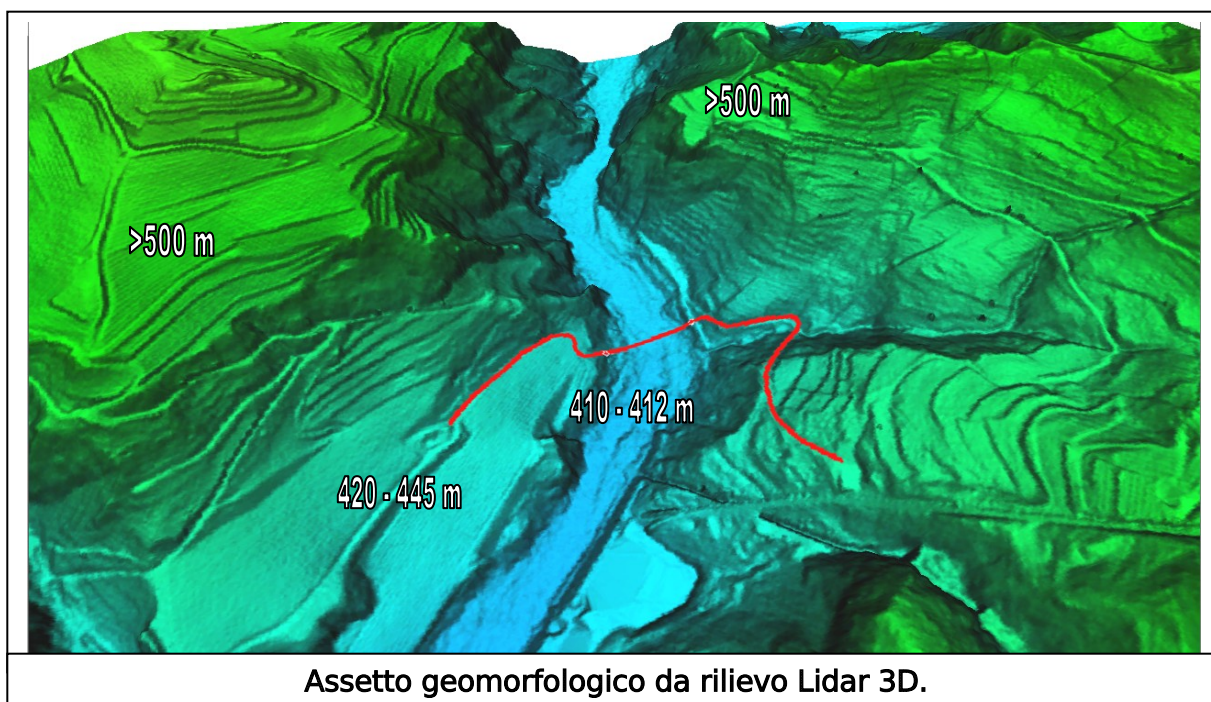 >500 m
>500 m
410 - 412 m
420 - 445 m
Assetto geomorfologico da rilievo Lidar 3D.